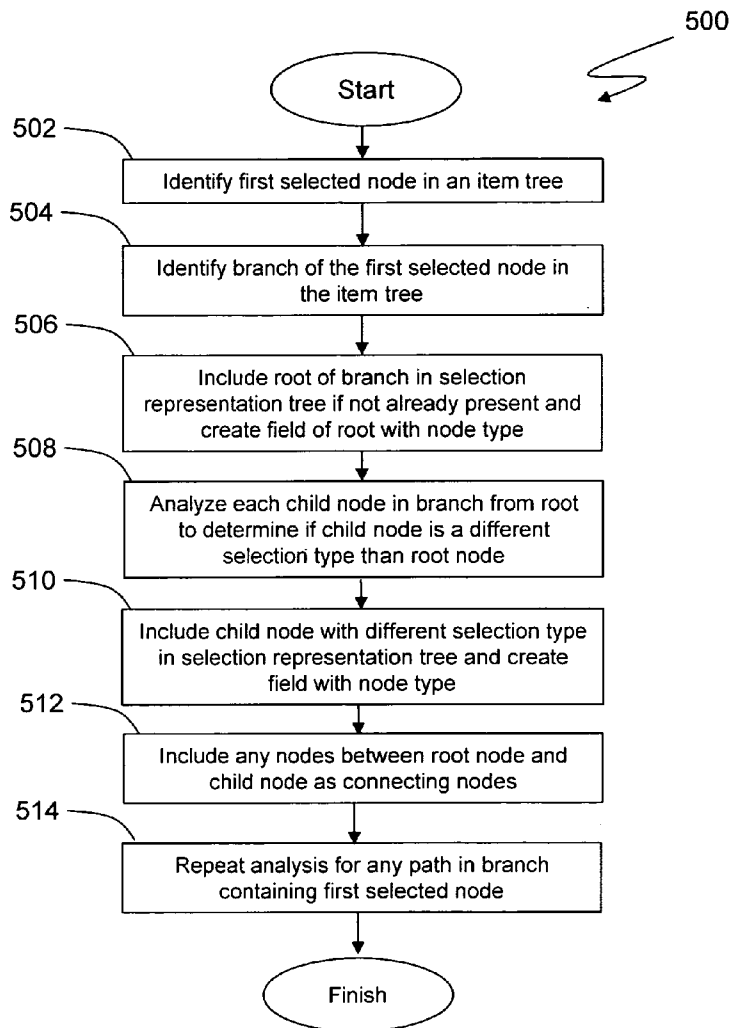 500
Start
502
Identify first selected node in an item tree
504
Identify branch of the first selected node in
the item tree
506
Include root of branch in selection
representation tree if not already present and
create field of root with node type
508
Analyze each child node in branch from root
to determine if child node is a different
selection type than root node
510
Include child node with different selection type
in selection representation tree and create
field with node type
512
Include any nodes between root node and
child node as connecting nodes
514
Repeat analysis for any path in branch
containing first selected node
Finish